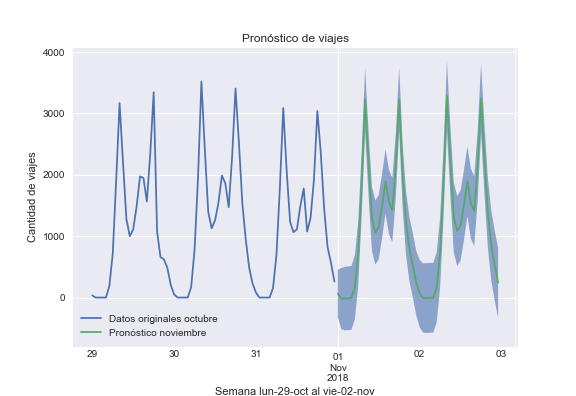 Pronóstico de viajes
4000
3000
2000
1000
0
Cantidad de viajes
Datos originales octubre
Pronóstico noviembre
29 30 31 01 02 03
Nov
2018
Semana lun-29-oct al vie-02-nov